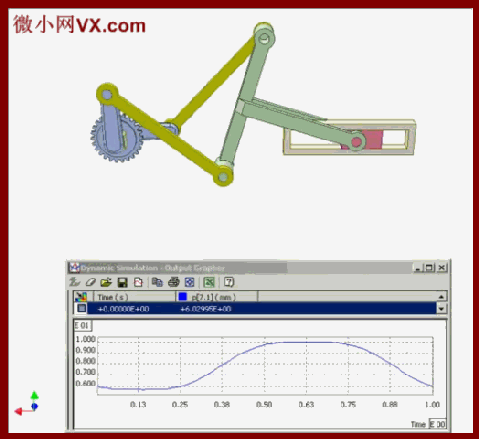 微小网VX.com
Dynamic Simulation - Output Grapher
Time ( s ) p[7,1] ( mm )
+0.00000E+00 +6.02995E+00
E 01
1.000
0.900
0.800
0.700
0.600
0.13 0.25 0.38 0.50 0.63 0.75 0.88 1.00
Time E 00